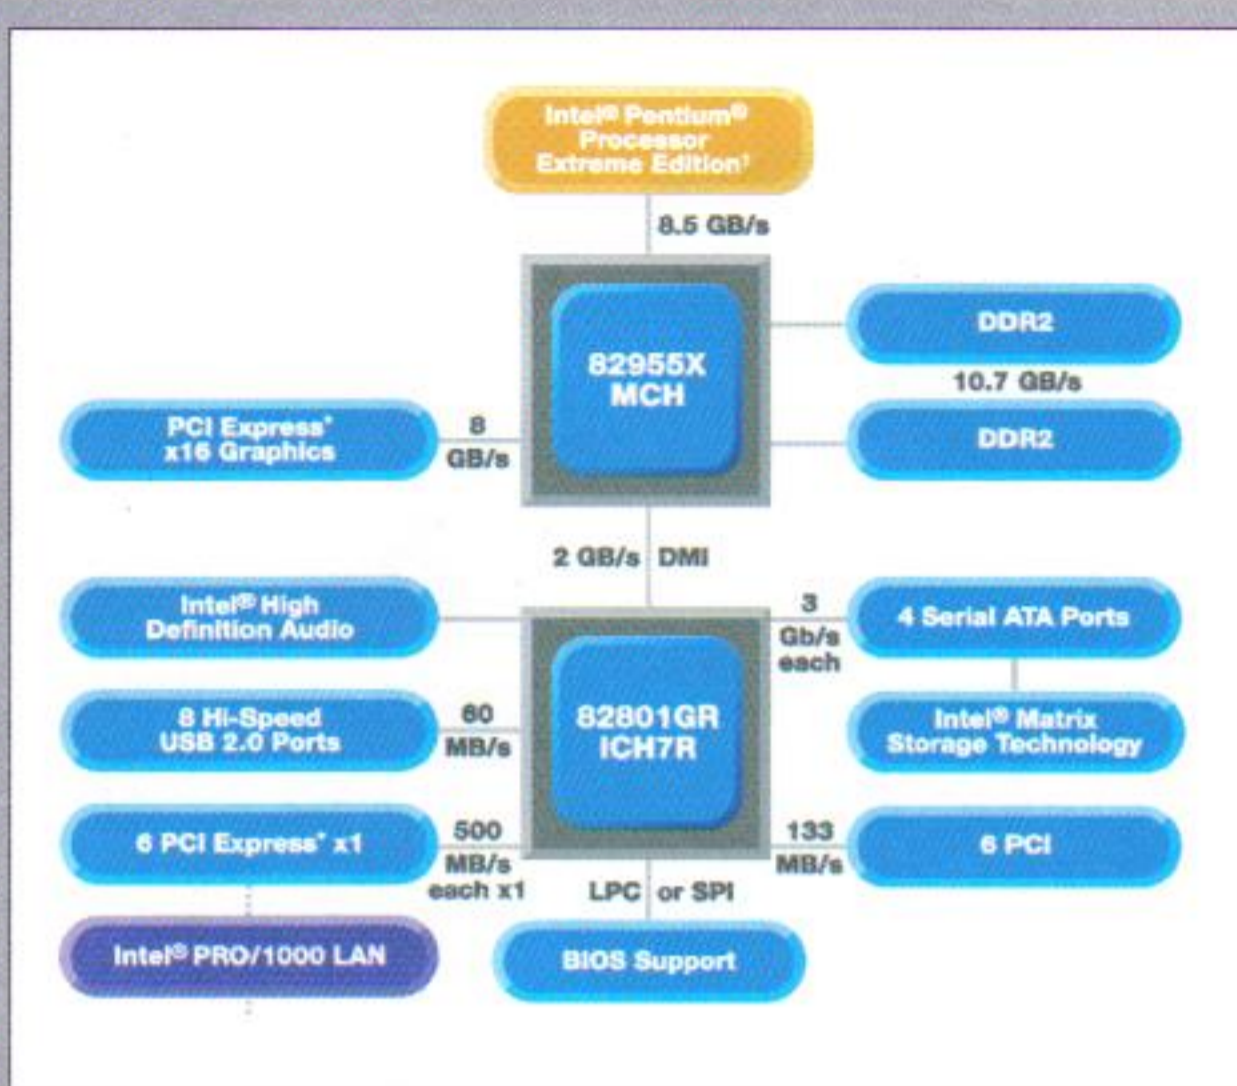 Intel® Pentium®
Processor
Extreme Edition†
8.5 GB/s
82955X
MCH
DDR2
10.7 GB/s
DDR2
PCI Express*
x16 Graphics
8
GB/s
2 GB/s DMI
Intel® High
Definition Audio
3
Gb/s
each
4 Serial ATA Ports
8 Hi-Speed
USB 2.0 Ports
60
MB/s
82801GR
ICH7R
Intel® Matrix
Storage Technology
6 PCI Express* x1
500
MB/s
each x1
133
MB/s
6 PCI
LPC or SPI
Intel® PRO/1000 LAN
BIOS Support